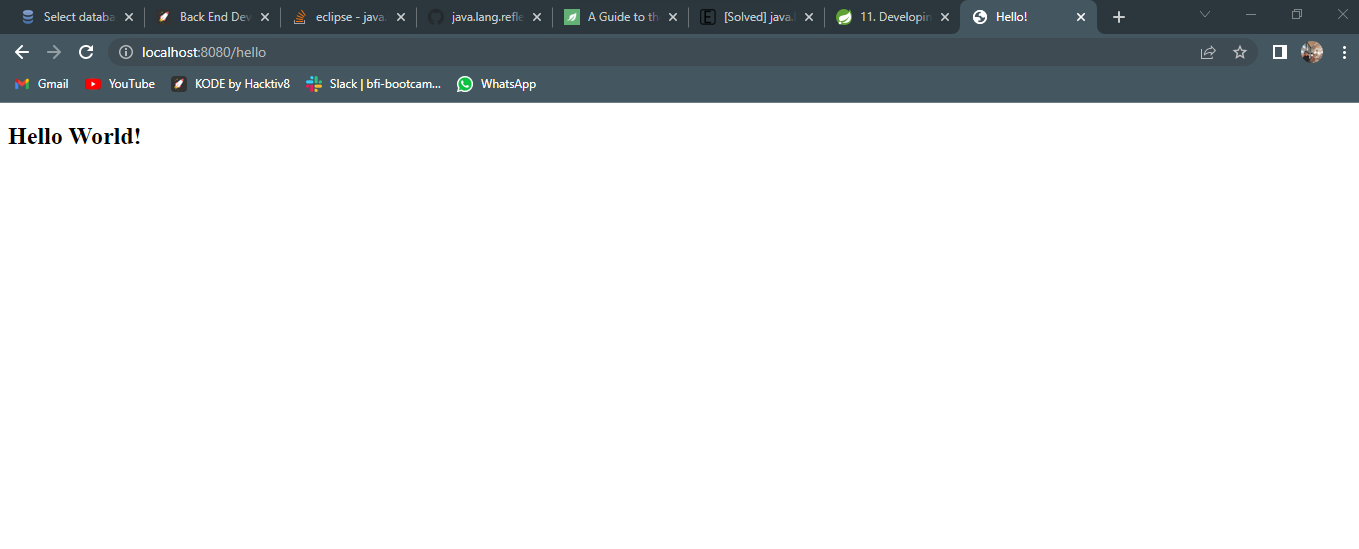 Select databa Back End Dev eclipse - java. java.lang.refle A Guide to th [Solved] java.l 11. Developin Hello!
localhost:8080/hello
Gmail YouTube KODE by Hacktiv8 Slack | bfi-bootcam... WhatsApp
Hello World!